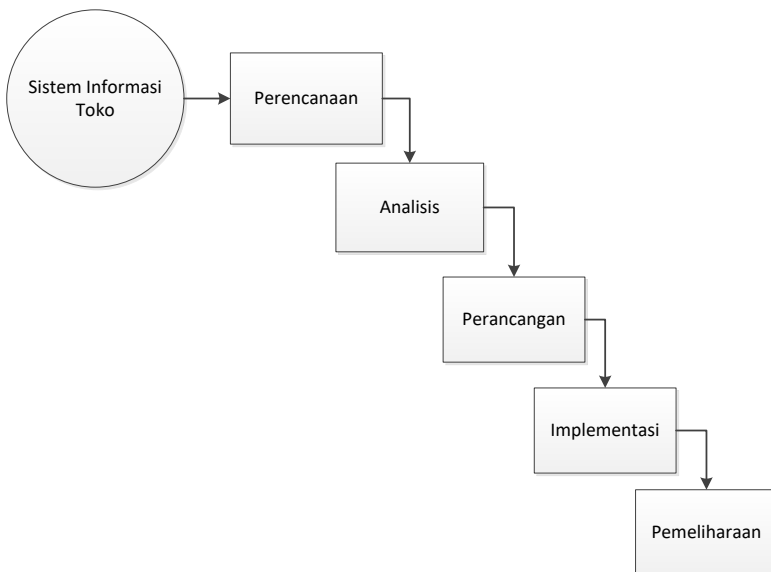 Sistem Informasi
Toko
Perencanaan
Analisis
Perancangan
Implementasi
Pemeliharaan